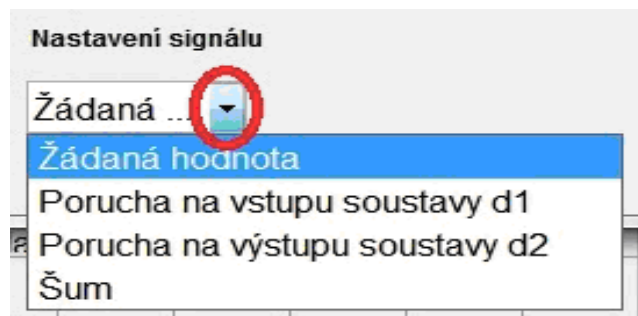 Nastavení signálu
Žádaná ...
Žádaná hodnota
Porucha na vstupu soustavy d1
Porucha na výstupu soustavy d2
Šum